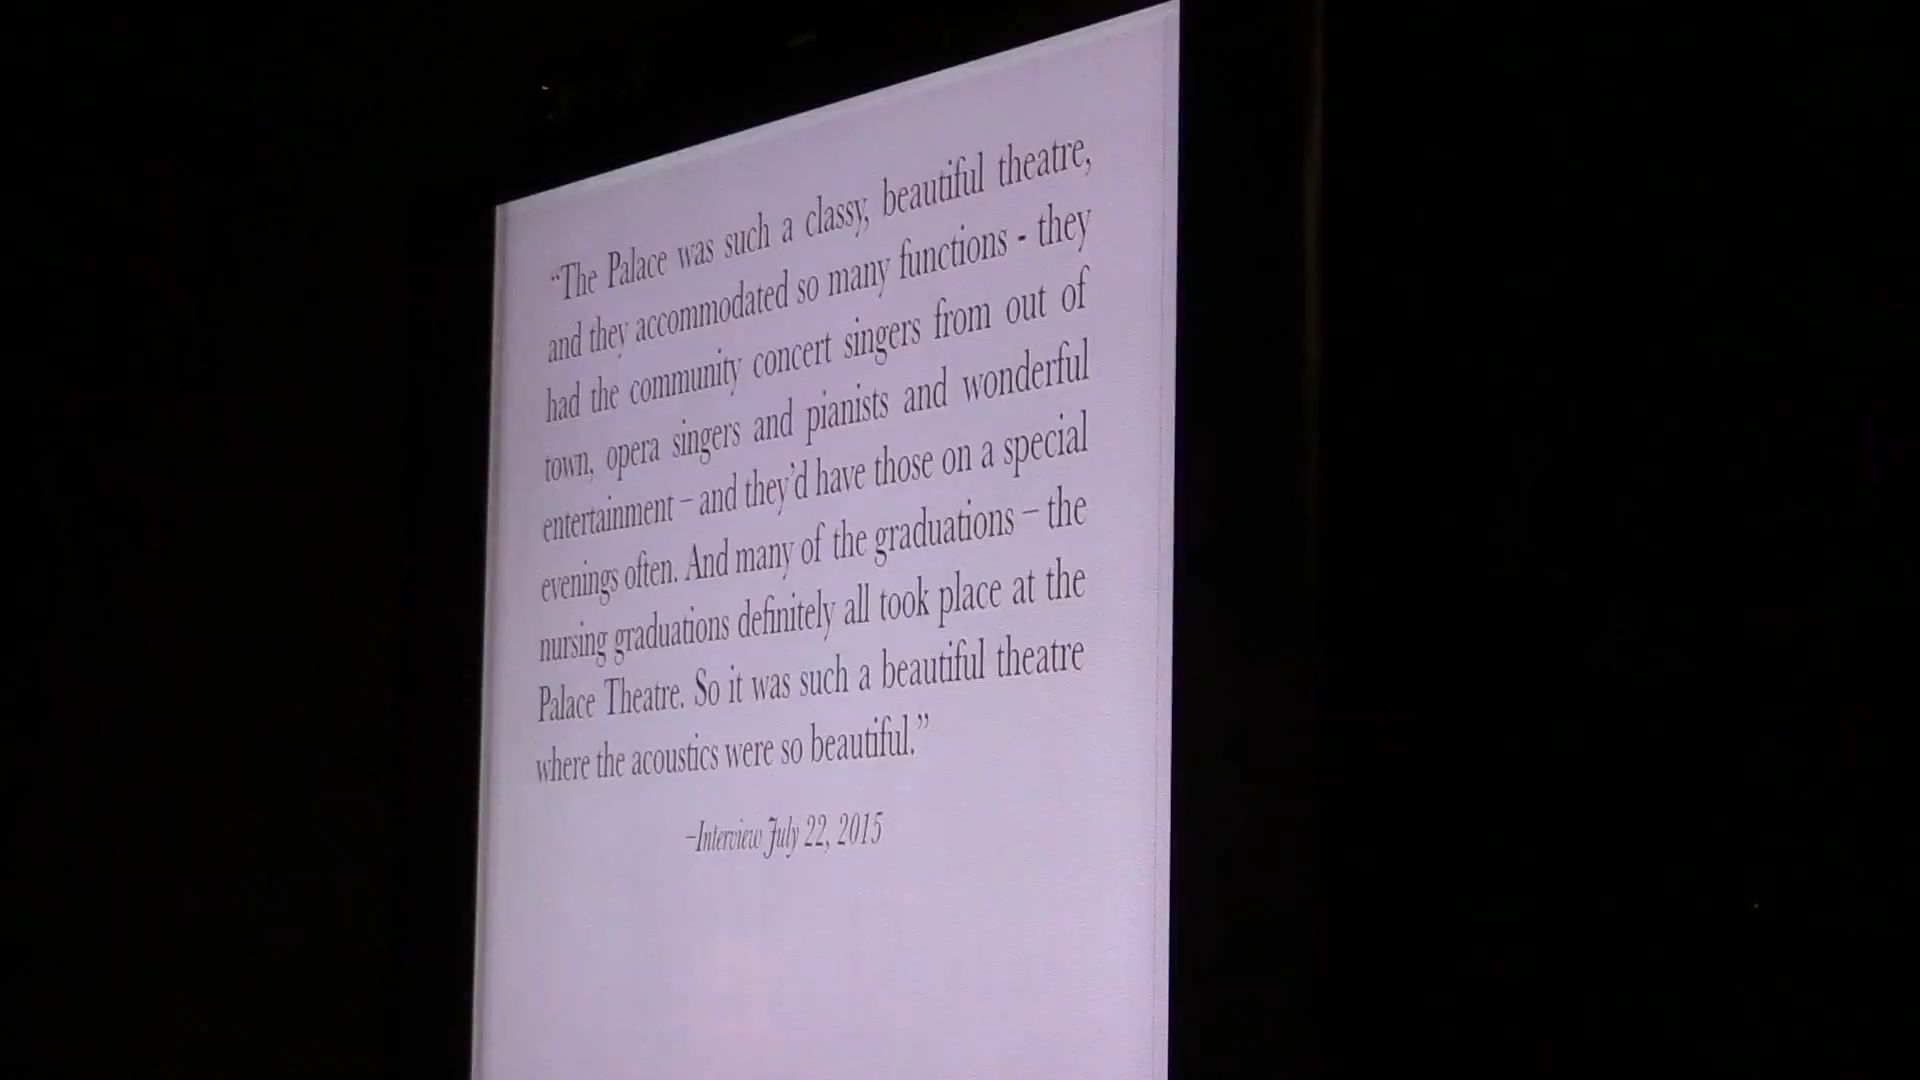 “The Palace was such a classy, beautiful theatre,
and they accommodated so many functions - they
had the community concert singers from out of
town, opera singers and pianists and wonderful
entertainment – and they’d have those on a special
evenings often. And many of the graduations – the
nursing graduations definitely all took place at the
Palace Theatre. So it was such a beautiful theatre
where the acoustics were so beautiful.”
–Interview July 22, 2015